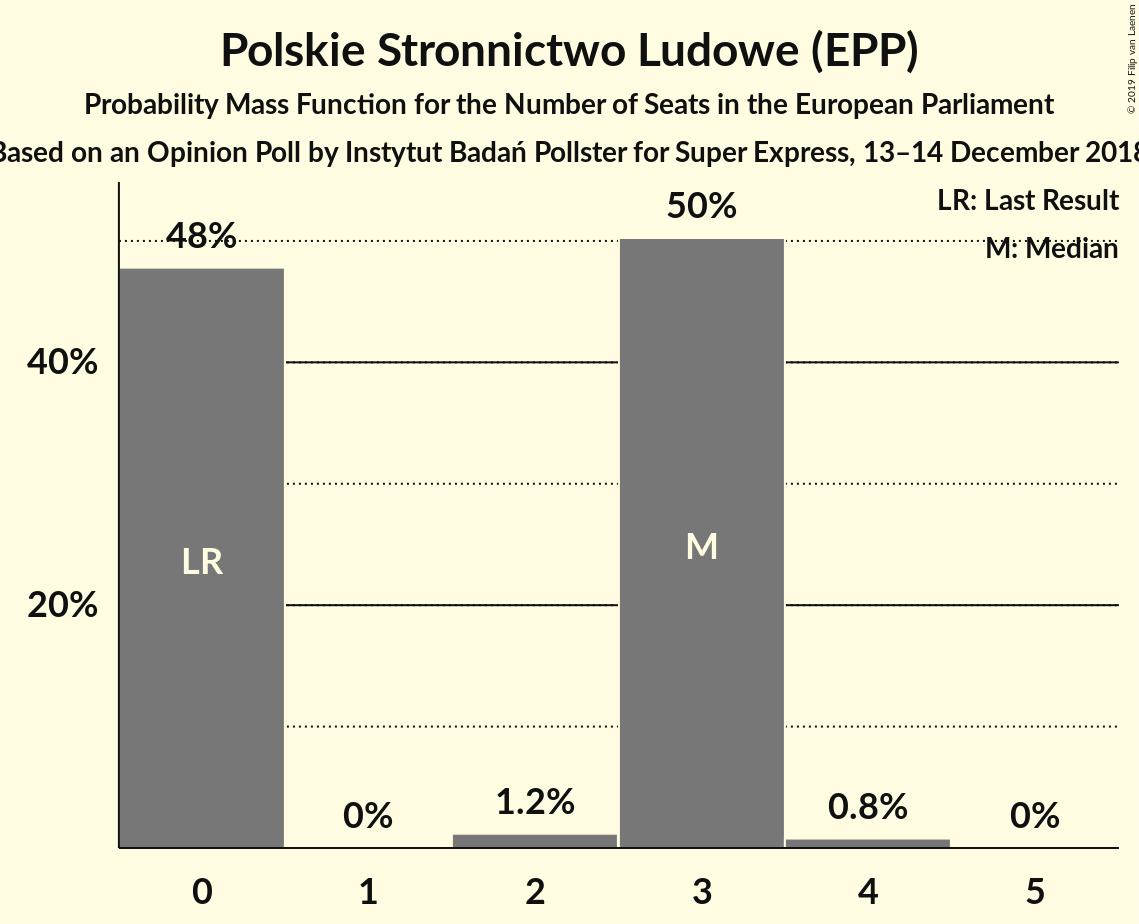 Polskie Stronnictwo Ludowe (EPP)
Probability Mass Function for the Number of Seats in the European Parliament
Based on an Opinion Poll by Instytut Badań Pollster for Super Express, 13–14 December 2018
© 2019 Filip van Laenen
LR: Last Result
M: Median
48%
50%
40%
20%
LR
M
0%
1.2%
0.8%
0%
0
1
2
3
4
5